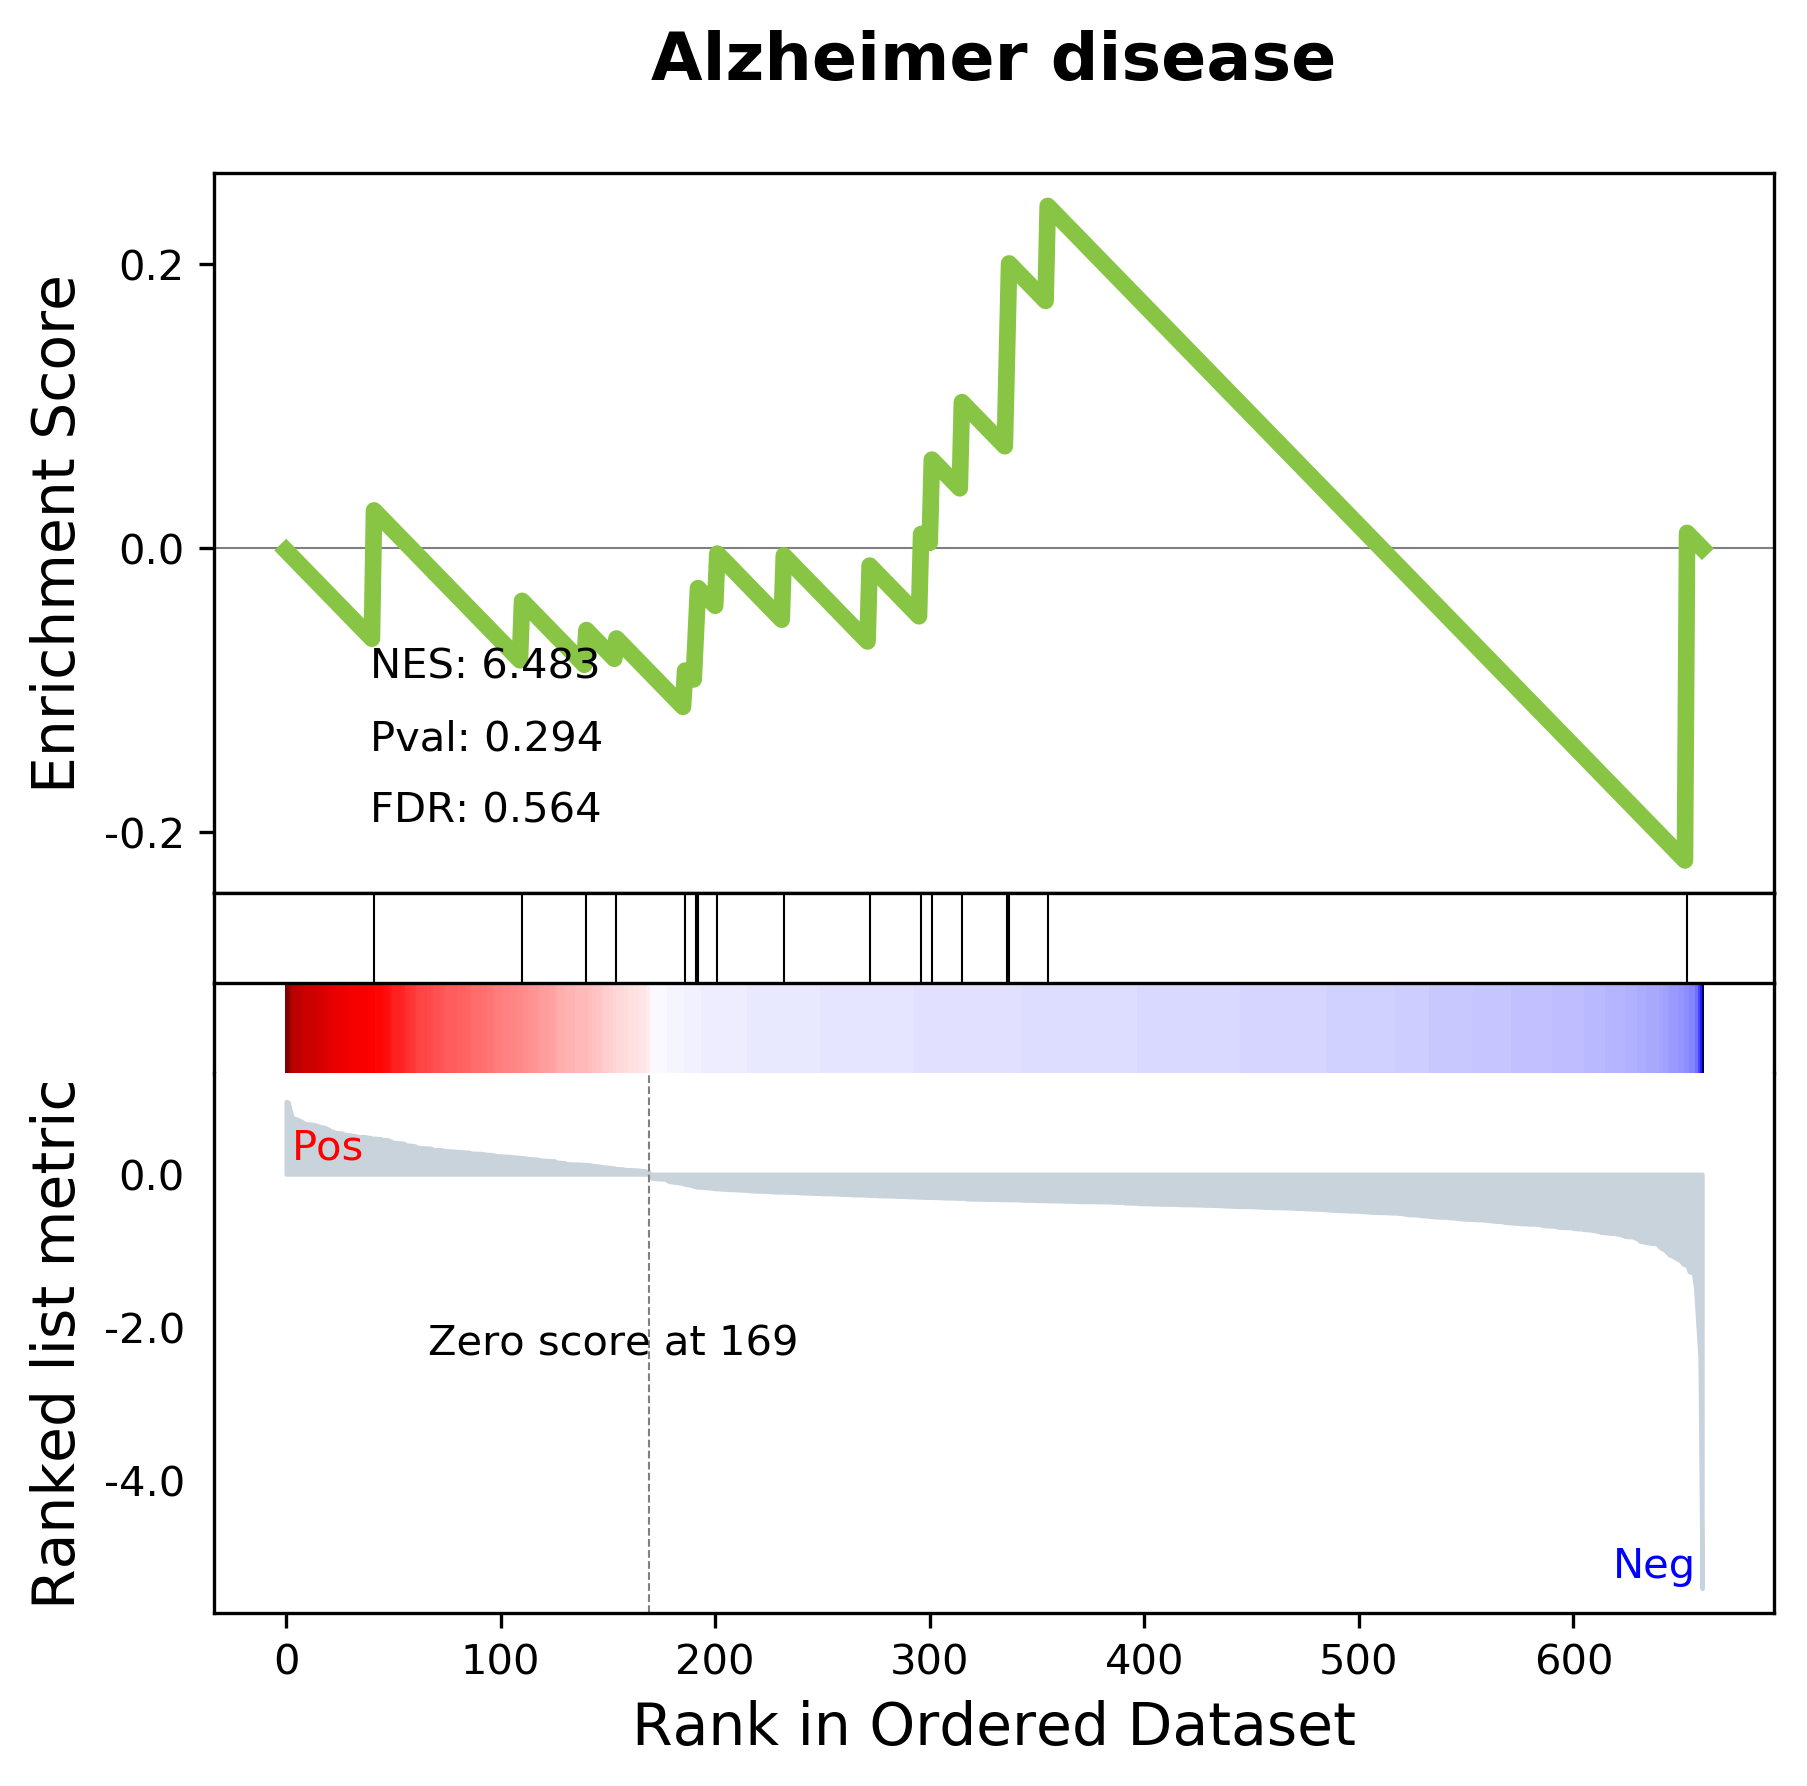 Alzheimer disease
Enrichment Score
0.2
0.0
-0.2
NES: 6.483
Pval: 0.294
FDR: 0.564
Ranked list metric
0.0
-2.0
-4.0
Pos
Zero score at 169
Neg
0 100 200 300 400 500 600
Rank in Ordered Dataset